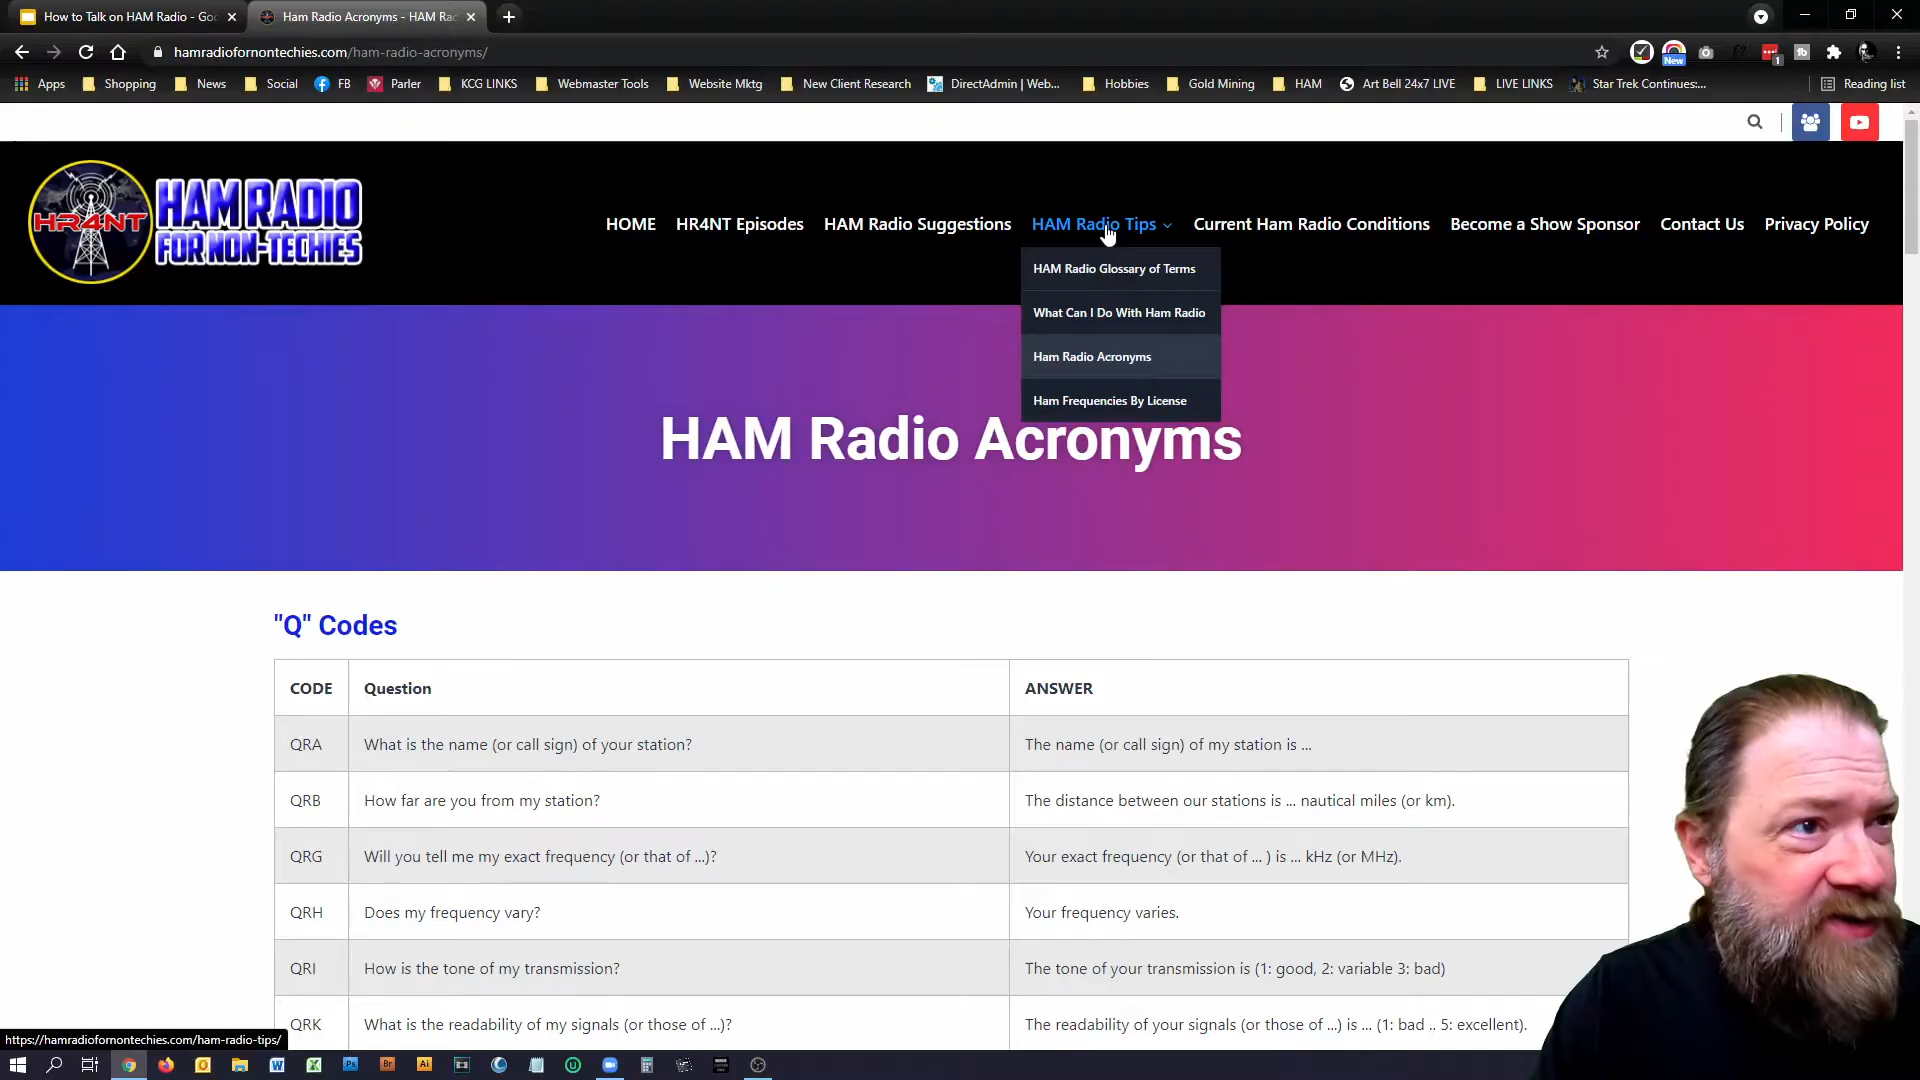 How to Talk on HAM Radio - Goo
Ham Radio Acronyms - HAM Rad
hamradiofornontechies.com/ham-radio-acronyms/
New
1
Apps
Shopping
News
Social
FB
Parler
KCG LINKS
Webmaster Tools
Website Mktg
New Client Research
DirectAdmin | Web...
Hobbies
Gold Mining
HAM
Art Bell 24x7 LIVE
LIVE LINKS
Star Trek Continues:...
Reading list
HR4NT
HAM RADIO
FOR NON-TECHIES
HOME
HR4NT Episodes
HAM Radio Suggestions
HAM Radio Tips
Current Ham Radio Conditions
Become a Show Sponsor
Contact Us
Privacy Policy
HAM Radio Glossary of Terms
What Can I Do With Ham Radio
Ham Radio Acronyms
Ham Frequencies By License
HAM Radio Acronyms
"Q" Codes
CODE Question ANSWER
QRA What is the name (or call sign) of your station? The name (or call sign) of my station is ...
QRB How far are you from my station? The distance between our stations is ... nautical miles (or km).
QRG Will you tell me my exact frequency (or that of ...)? Your exact frequency (or that of ... ) is ... kHz (or MHz).
QRH Does my frequency vary? Your frequency varies.
QRI How is the tone of my transmission? The tone of your transmission is (1: good, 2: variable 3: bad)
QRK What is the readability of my signals (or those of ...)? The readability of your signals (or those of ...) is ... (1: bad .. 5: excellent).
https://hamradiofornontechies.com/ham-radio-tips/